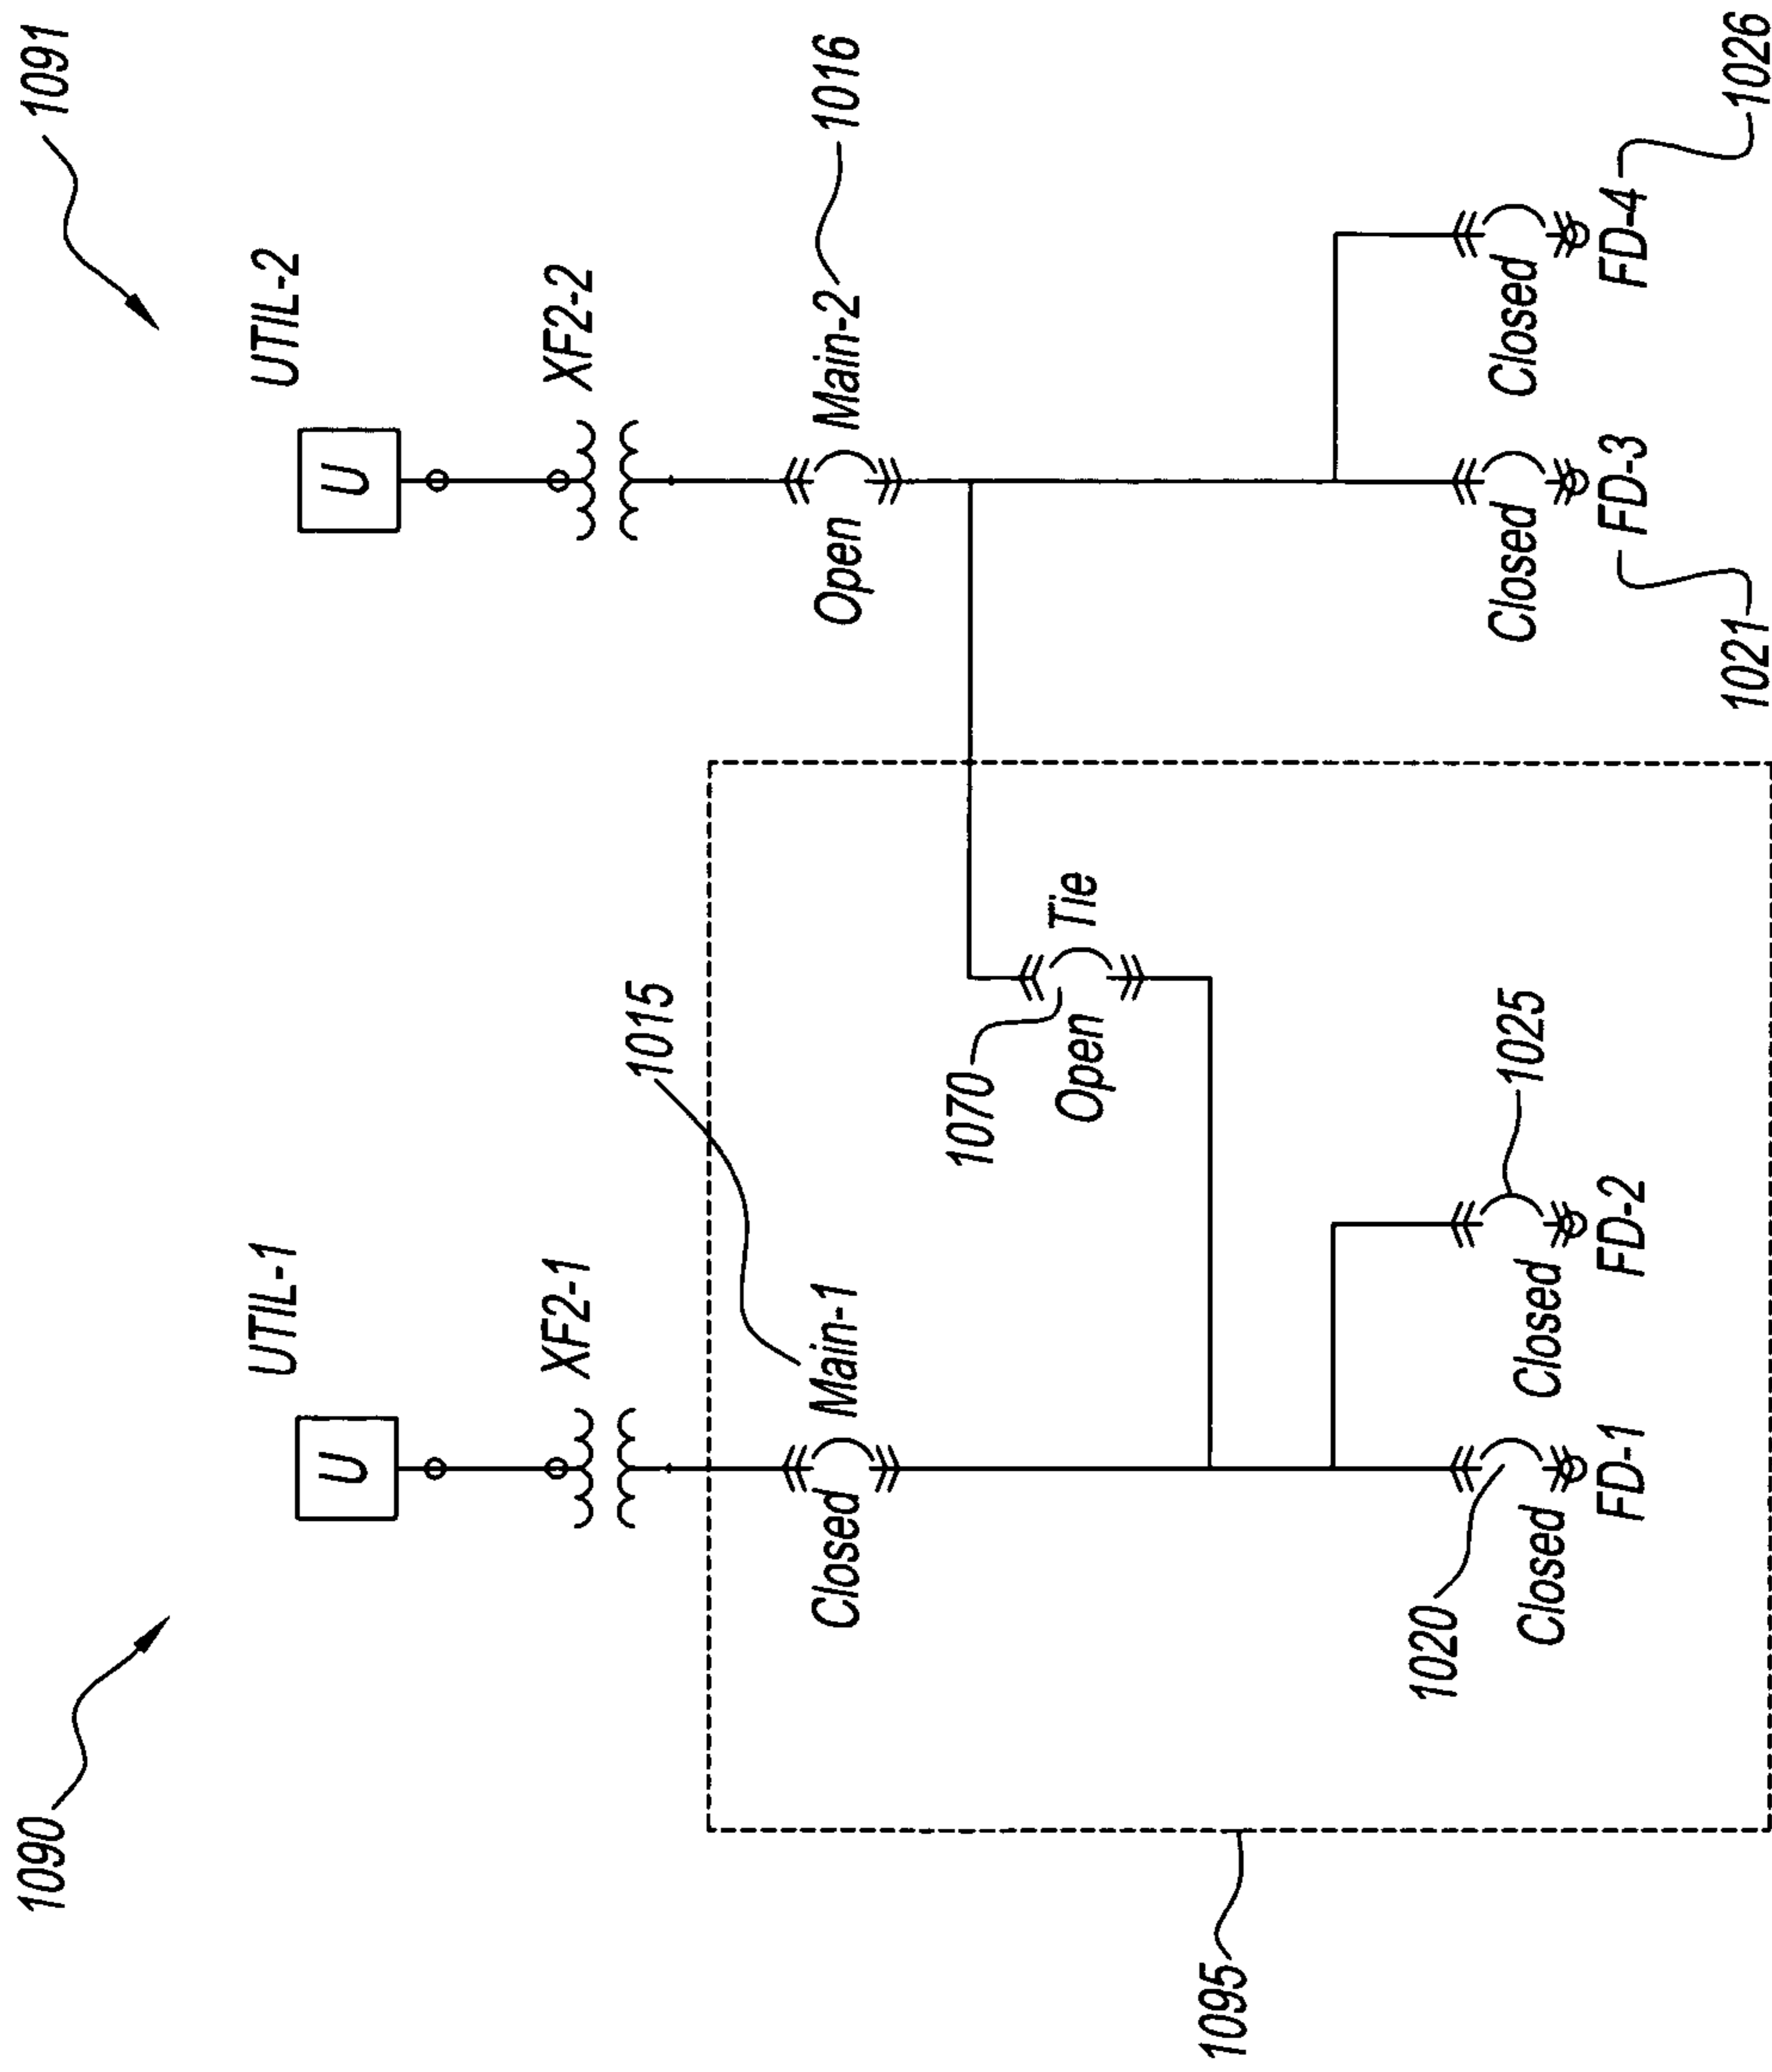 1090
1091
UTIL-1
UTIL-2
XF2-1
XF2-2
1015
Closed
Main-1
Open
Main-2
1016
1070
Open
Tie
1095
1020
1025
Closed
Closed
Closed
Closed
FD-1
FD-2
FD-3
FD-4
1021
1026
U
U